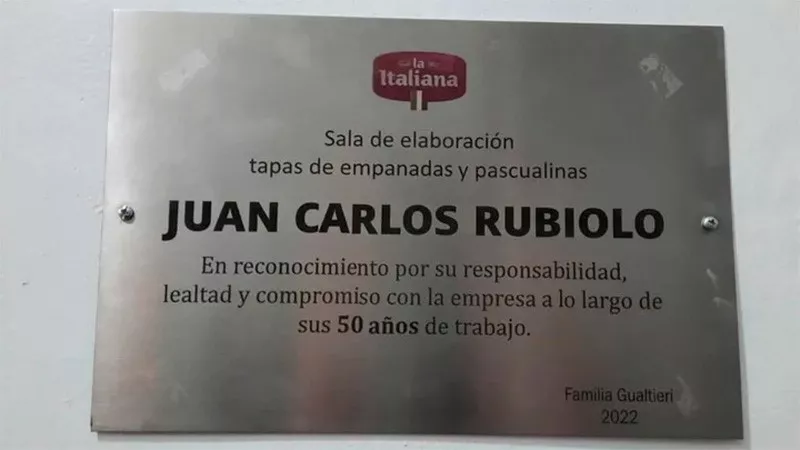 la
Italiana
Sala de elaboración
tapas de empanadas y pascualinas
JUAN CARLOS RUBIOLO
En reconocimiento por su responsabilidad,
lealtad y compromiso con la empresa a lo largo de
sus 50 años de trabajo.
Familia Gualtieri
2022